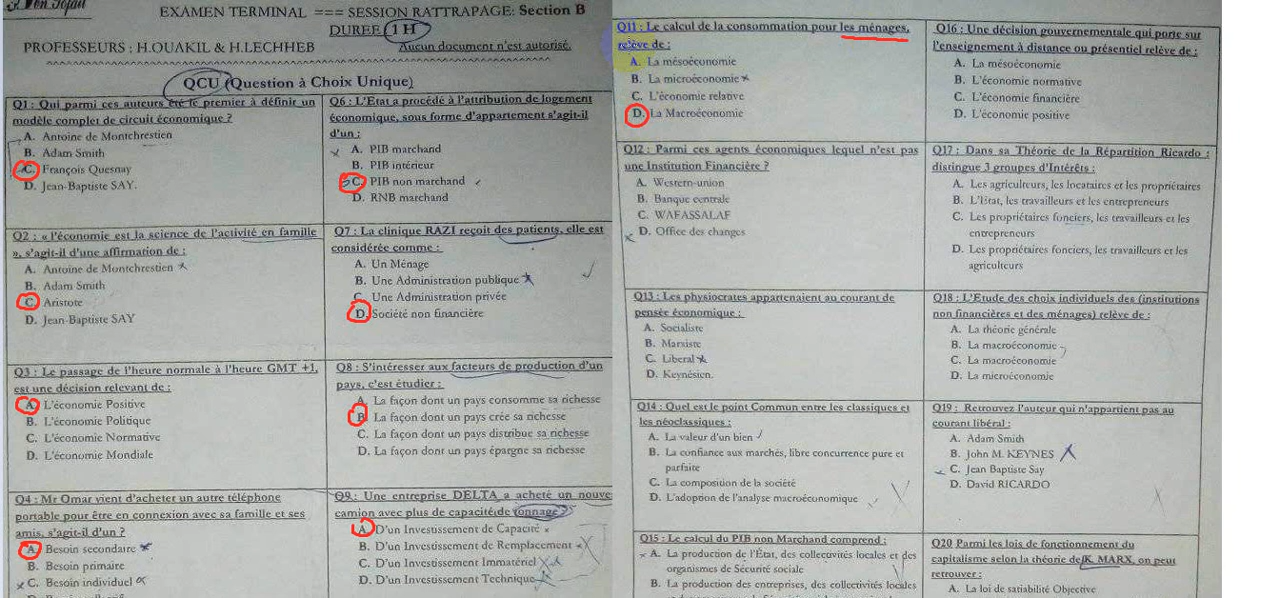 EXAMEN TERMINAL === SESSION RATTRAPAGE: Section B
DUREE (1 H)
PROFESSEURS : H.OUAKIL & H.LECHHEB
Aucun document n'est autorisé.
QCU (Question à Choix Unique)
Q1 : Qui parmi ces auteurs été le premier à définir un
modèle complet de circuit économique ?
A. Antoine de Montchrestien
B. Adam Smith
C. François Quesnay
D. Jean-Baptiste SAY.
Q2 : « l'économie est la science de l'activité en famille
», s'agit-il d'une affirmation de :
A. Antoine de Montchrestien
B. Adam Smith
C. Aristote
D. Jean-Baptiste SAY
Q3 : Le passage de l'heure normale à l'heure GMT +1,
est une décision relevant de :
A. L'économie Positive
B. L'économie Politique
C. L'économie Normative
D. L'économie Mondiale
Q4 : Mr Omar vient d'acheter un autre téléphone
portable pour être en connexion avec sa famille et ses
amis, s'agit-il d'un ?
A. Besoin secondaire
B. Besoin primaire
C. Besoin individuel
Q6 : L'Etat a procédé à l'attribution de logement
économique, sous forme d'appartement s'agit-il
d'un :
A. PIB marchand
B. PIB intérieur
C. PIB non marchand
D. RNB marchand
Q7 : La clinique RAZI reçoit des patients, elle est
considérée comme :
A. Un Ménage
B. Une Administration publique
C. Une Administration privée
D. Société non financière
Q8 : S'intéresser aux facteurs de production d'un
pays, c'est étudier :
A. La façon dont un pays consomme sa richesse
B. La façon dont un pays crée sa richesse
C. La façon dont un pays distribue sa richesse
D. La façon dont un pays épargne sa richesse
Q9 : Une entreprise DELTA a acheté un nouve
camion avec plus de capacité de tonnage ?
A. D'un Investissement de Capacité
B. D'un Investissement de Remplacement
C. D'un Investissement Immatériel
D. D'un Investissement Technique
Q11 : Le calcul de la consommation pour les ménages,
relève de :
A. La mésoéconomie
B. La microéconomie
C. L'économie relative
D. La Macroéconomie
Q12 : Parmi ces agents économiques lequel n'est pas
une Institution Financière ?
A. Western-union
B. Banque centrale
C. WAFASSALAF
D. Office des changes
Q13 : Les physiocrates appartenaient au courant de
pensée économique :
A. Socialiste
B. Marxiste
C. Liberal
D. Keynésien.
Q14 : Quel est le point Commun entre les classiques et
les néoclassiques :
A. La valeur d'un bien
B. La confiance aux marchés, libre concurrence pure et
parfaite
C. La composition de la société
D. L'adoption de l'analyse macroéconomique
Q15 : Le calcul du PIB non Marchand comprend :
A. La production de l'État, des collectivités locales et des
organismes de Sécurité sociale
B. La production des entreprises, des collectivités locales
Q16 : Une décision gouvernementale qui porte sur
l'enseignement à distance ou présentiel relève de :
A. La mésoéconomie
B. L'économie normative
C. L'économie financière
D. L'économie positive
Q17 : Dans sa Théorie de la Répartition Ricardo :
distingue 3 groupes d'Intérêts :
A. Les agriculteurs, les locataires et les propriétaires
B. L'Etat, les travailleurs et les entrepreneurs
C. Les propriétaires fonciers, les travailleurs et les
entrepreneurs
D. Les propriétaires fonciers, les travailleurs et les
agriculteurs
Q18 : L'Etude des choix individuels des (institutions
non financières et des ménages) relève de :
A. La théorie générale
B. La macroéconomie
C. La macroéconomie
D. La microéconomie
Q19 : Retrouvez l'auteur qui n'appartient pas au
courant libéral :
A. Adam Smith
B. John M. KEYNES
C. Jean Baptiste Say
D. David RICARDO
Q20 Parmi les lois de fonctionnement du
capitalisme selon la théorie de K. MARX, on peut
retrouver :
A. La loi de satiabilité Objective